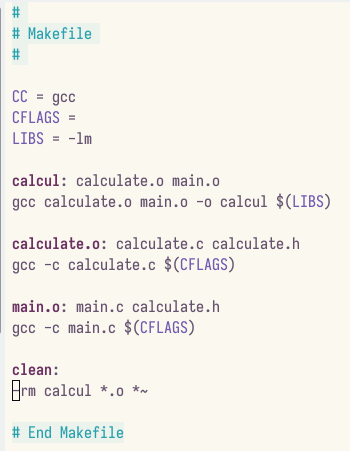 #
# Makefile
#
CC = gcc
CFLAGS =
LIBS = -lm
calcul: calculate.o main.o
gcc calculate.o main.o -o calcul $(LIBS)
calculate.o: calculate.c calculate.h
gcc -c calculate.c $(CFLAGS)
main.o: main.c calculate.h
gcc -c main.c $(CFLAGS)
clean:
-rm calcul *.o *~
# End Makefile